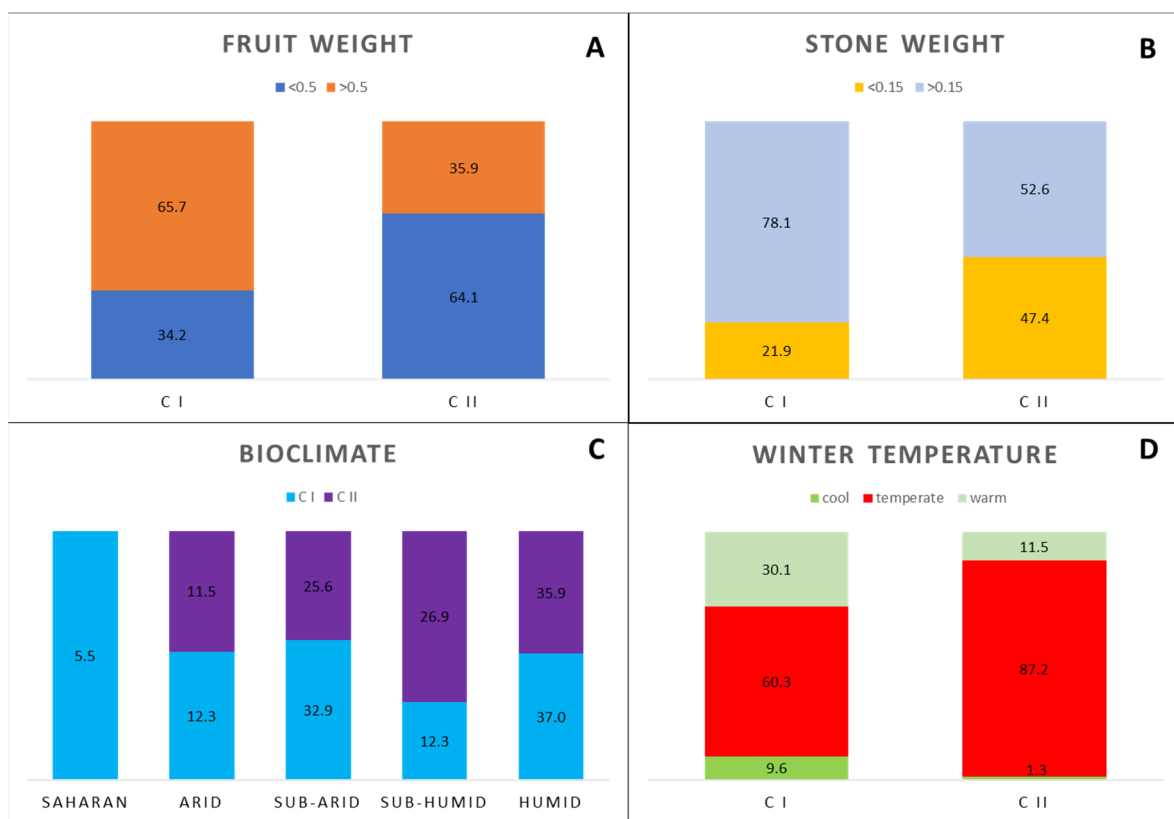 FRUIT WEIGHT
A
<0.5 >0.5
65.7
34.2
35.9
64.1
C I C II
STONE WEIGHT
B
<0.15 >0.15
78.1
21.9
52.6
47.4
C I C II
BIOCLIMATE
C
C I C II
5.5
11.5
12.3
25.6
32.9
26.9
12.3
35.9
37.0
SAHARAN ARID SUB-ARID SUB-HUMID HUMID
WINTER TEMPERATURE
D
cool temperate warm
30.1
60.3
9.6
11.5
87.2
1.3
C I C II